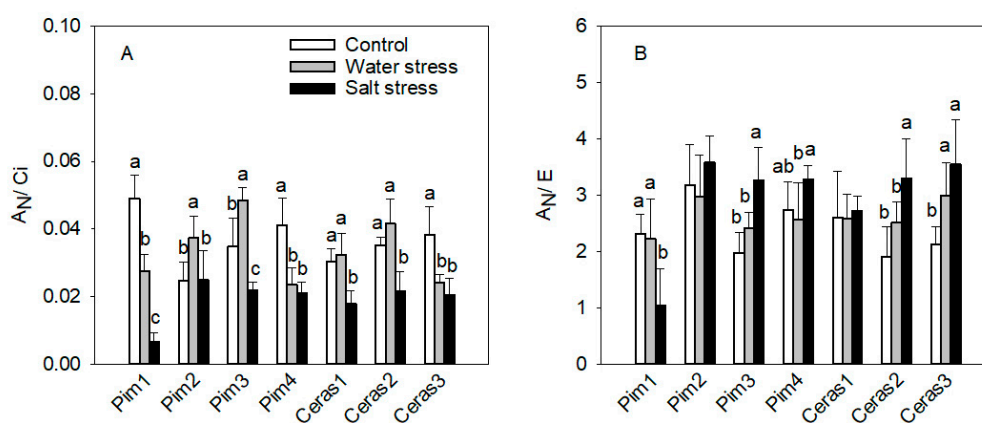 A
Control
Water stress
Salt stress
A_N/ Ci
0.10
0.08
0.06
0.04
0.02
0.00
a b c
b a b
b a c
a b b
a a b
a a b
a b b
Pim1 Pim2 Pim3 Pim4 Ceras1 Ceras2 Ceras3
B
A_N/ E
6
5
4
3
2
1
0
a a b
b b a
ab b a
b b a
b a a
Pim1 Pim2 Pim3 Pim4 Ceras1 Ceras2 Ceras3